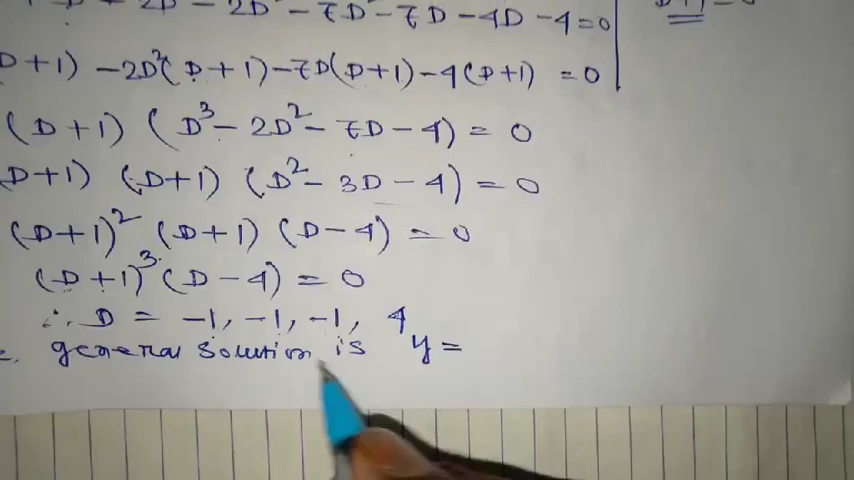 - 2D - 2D² - 7D² - 7D - 4D - 4 = 0
D+1) - 2D²(D+1) - 7D(D+1) - 4(D+1) = 0
(D+1) (D³ - 2D² - 7D - 4) = 0
D+1) (D+1) (D² - 3D - 4) = 0
(D+1)² (D+1) (D-4) = 0
(D+1)³ (D-4) = 0
∴ D = -1, -1, -1, 4
general solution is y =